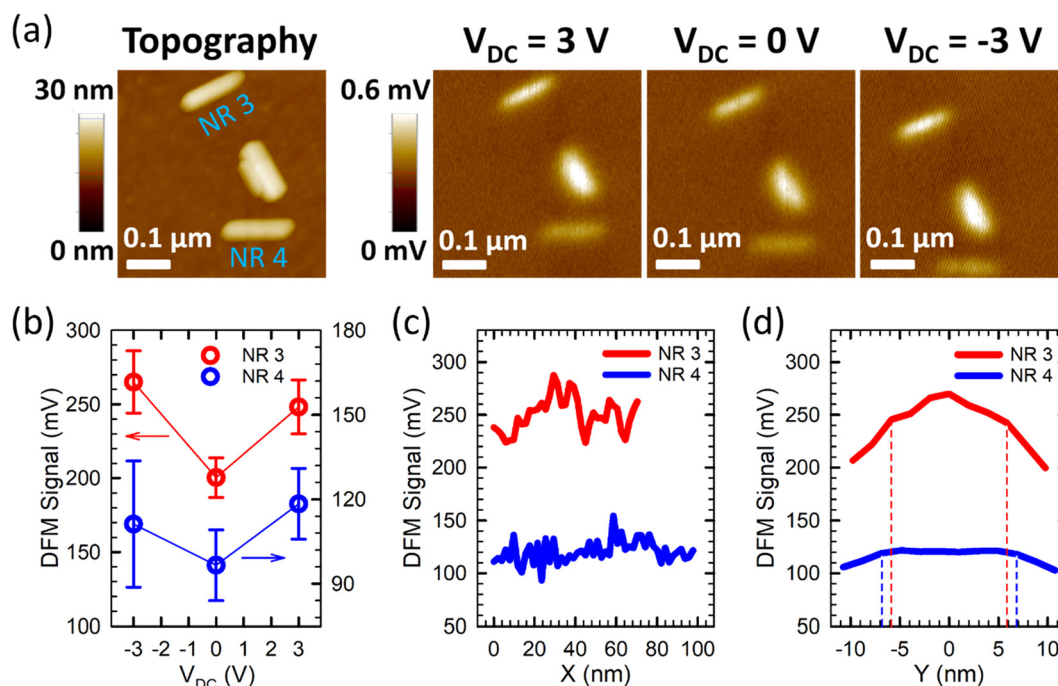 (a)
Topography
V_DC = 3 V
V_DC = 0 V
V_DC = -3 V
30 nm
0 nm
NR 3
NR 4
0.1 μm
0.6 mV
0 mV
0.1 μm
0.1 μm
0.1 μm
(b)
DFM Signal (mV)
300
250
200
150
100
180
150
120
90
NR 3
NR 4
-3 -2 -1 0 1 2 3
V_DC (V)
(c)
DFM Signal (mV)
300
250
200
150
100
50
NR 3
NR 4
0 20 40 60 80 100
X (nm)
(d)
DFM Signal (mV)
300
250
200
150
100
50
NR 3
NR 4
-10 -5 0 5 10
Y (nm)